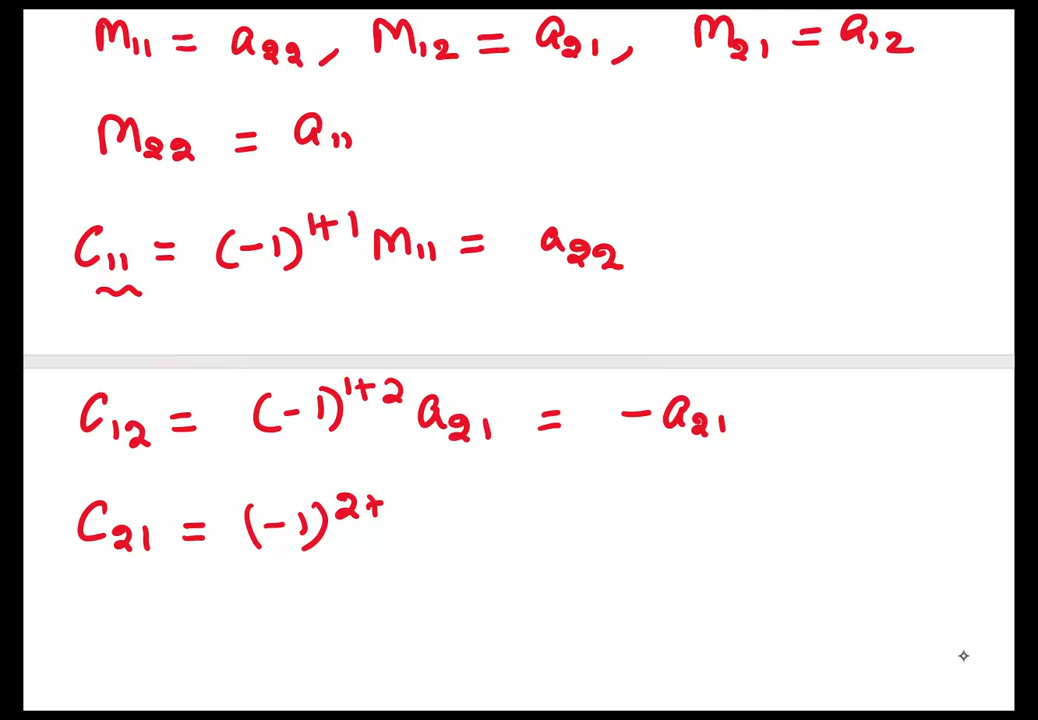 M₁₁ = a₂₂, M₁₂ = a₂₁, M₂₁ = a₁₂
M₂₂ = a₁₁
C₁₁ = (-1)¹⁺¹ M₁₁ = a₂₂
C₁₂ = (-1)¹⁺² a₂₁ = -a₂₁
C₂₁ = (-1)²⁺